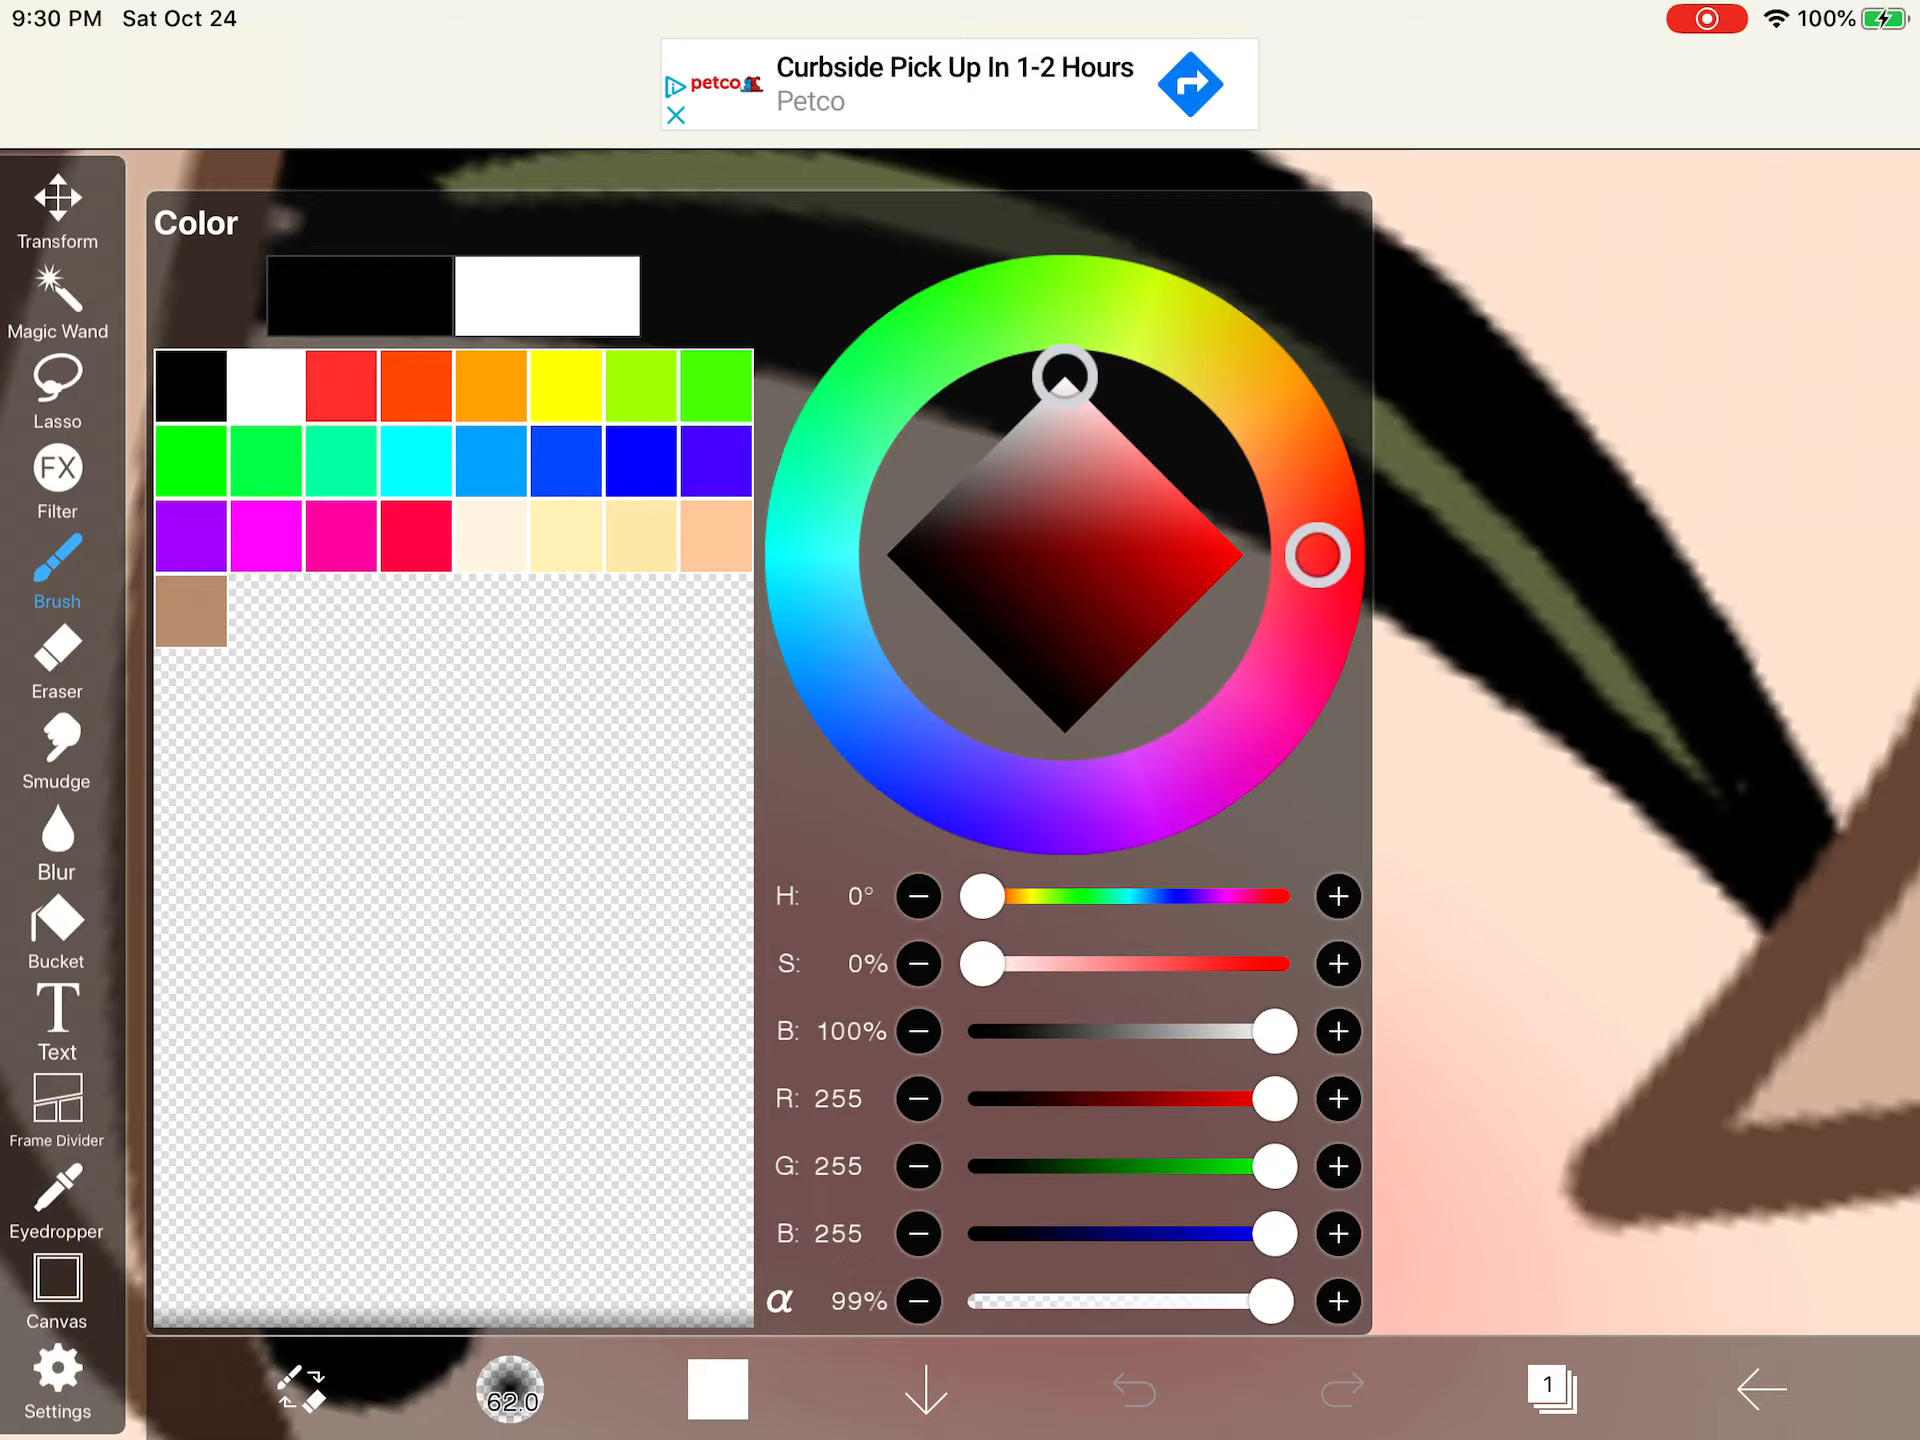 9:30 PM Sat Oct 24
100%
petco
Curbside Pick Up In 1-2 Hours
Petco
Transform
Magic Wand
Lasso
FX
Filter
Brush
Eraser
Smudge
Blur
Bucket
T
Text
Frame Divider
Eyedropper
Canvas
Settings
Color
H: 0°
S: 0%
B: 100%
R: 255
G: 255
B: 255
α 99%
62.0
1